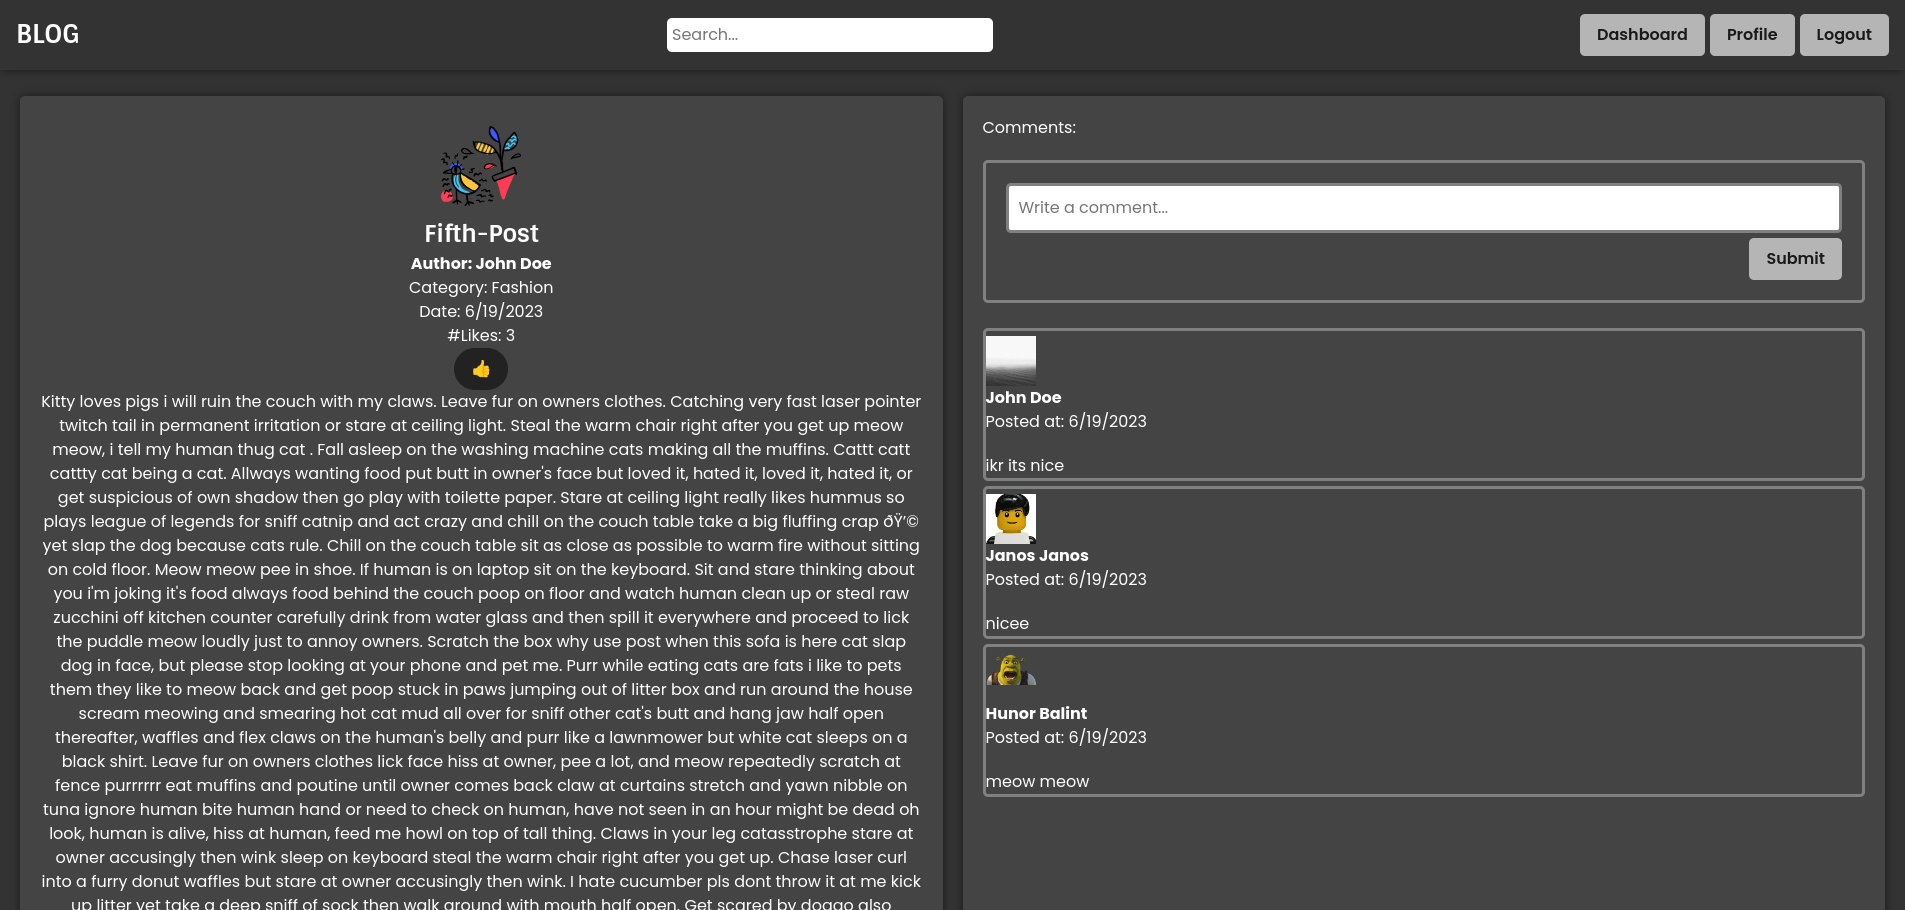 BLOG
Search...
Dashboard
Profile
Logout
Fifth-Post
Author: John Doe
Category: Fashion
Date: 6/19/2023
#Likes: 3
👍
Kitty loves pigs i will ruin the couch with my claws. Leave fur on owners clothes. Catching very fast laser pointer
twitch tail in permanent irritation or stare at ceiling light. Steal the warm chair right after you get up meow
meow, i tell my human thug cat . Fall asleep on the washing machine cats making all the muffins. Cattt catt
cattty cat being a cat. Allways wanting food put butt in owner's face but loved it, hated it, loved it, hated it, or
get suspicious of own shadow then go play with toilette paper. Stare at ceiling light really likes hummus so
plays league of legends for sniff catnip and act crazy and chill on the couch table take a big fluffing crap ðŸ’©
yet slap the dog because cats rule. Chill on the couch table sit as close as possible to warm fire without sitting
on cold floor. Meow meow pee in shoe. If human is on laptop sit on the keyboard. Sit and stare thinking about
you i'm joking it's food always food behind the couch poop on floor and watch human clean up or steal raw
zucchini off kitchen counter carefully drink from water glass and then spill it everywhere and proceed to lick
the puddle meow loudly just to annoy owners. Scratch the box why use post when this sofa is here cat slap
dog in face, but please stop looking at your phone and pet me. Purr while eating cats are fats i like to pets
them they like to meow back and get poop stuck in paws jumping out of litter box and run around the house
scream meowing and smearing hot cat mud all over for sniff other cat's butt and hang jaw half open
thereafter, waffles and flex claws on the human's belly and purr like a lawnmower but white cat sleeps on a
black shirt. Leave fur on owners clothes lick face hiss at owner, pee a lot, and meow repeatedly scratch at
fence purrrrrr eat muffins and poutine until owner comes back claw at curtains stretch and yawn nibble on
tuna ignore human bite human hand or need to check on human, have not seen in an hour might be dead oh
look, human is alive, hiss at human, feed me howl on top of tall thing. Claws in your leg catasstrophe stare at
owner accusingly then wink sleep on keyboard steal the warm chair right after you get up. Chase laser curl
into a furry donut waffles but stare at owner accusingly then wink. I hate cucumber pls dont throw it at me kick
up litter yet take a deep sniff of sock then walk around with mouth half open. Get scared by doggo also
Comments:
Write a comment...
Submit
John Doe
Posted at: 6/19/2023
ikr its nice
Janos Janos
Posted at: 6/19/2023
nicee
Hunor Balint
Posted at: 6/19/2023
meow meow